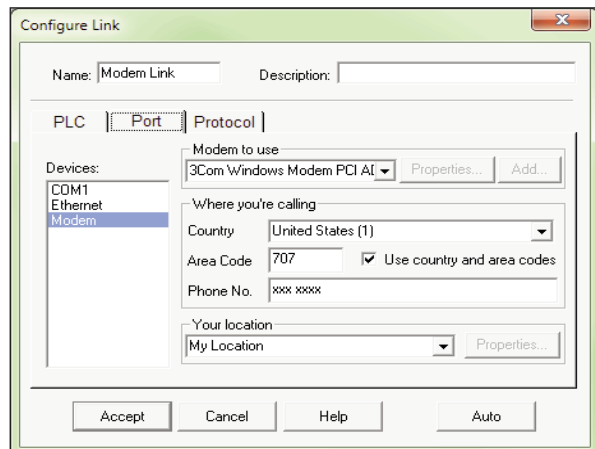 Configure Link
Name: Modem Link Description:
PLC Port Protocol
Devices:
COM1
Ethernet
Modem
Modem to use
3Com Windows Modem PCI Properties... Add...
Where you're calling
Country United States (1)
Area Code 707 Use country and area codes
Phone No. xxx xxxx
Your location
My Location Properties...
Accept Cancel Help Auto